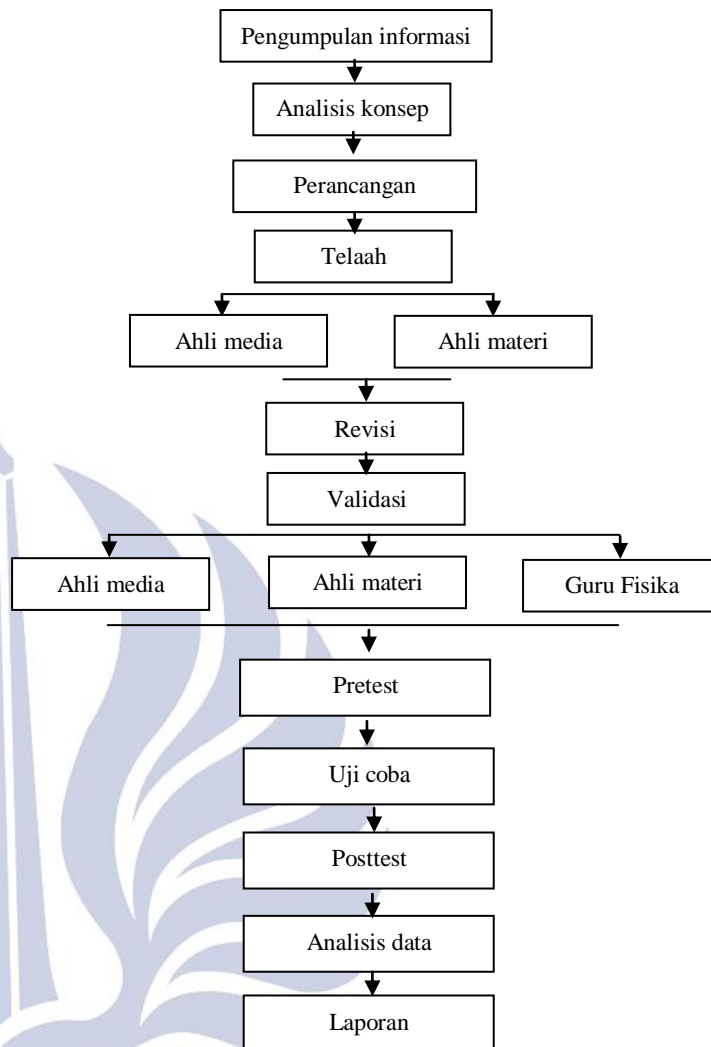 Pengumpulan informasi
Analisis konsep
Perancangan
Telaah
Ahli media
Ahli materi
Revisi
Validasi
Ahli media
Ahli materi
Guru Fisika
Pretest
Uji coba
Posttest
Analisis data
Laporan